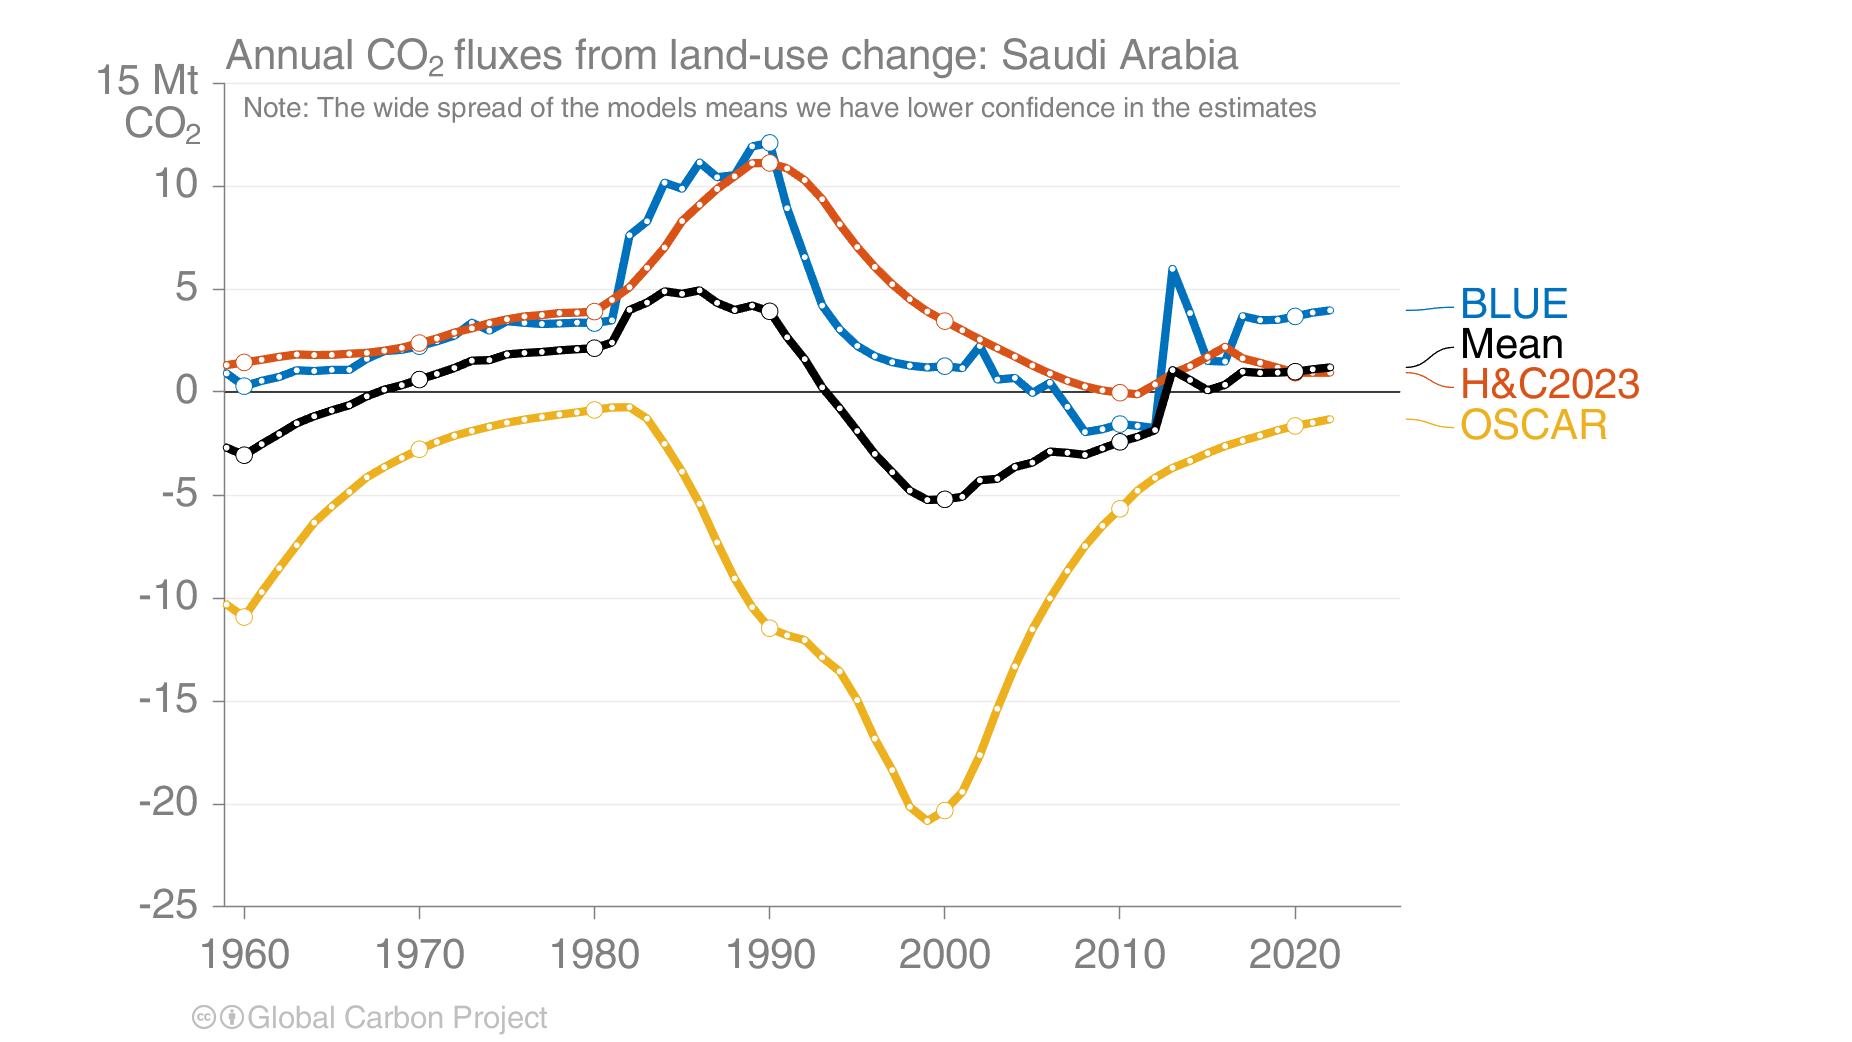 Annual CO₂ fluxes from land-use change: Saudi Arabia
15 Mt
CO₂
Note: The wide spread of the models means we have lower confidence in the estimates
10
5
0
-5
-10
-15
-20
-25
BLUE
Mean
H&C2023
OSCAR
1960 1970 1980 1990 2000 2010 2020
cc Global Carbon Project